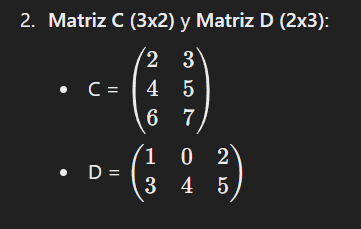 2. Matriz C (3x2) y Matriz D (2x3):
• C = (2 3
4 5
6 7)
• D = (1 0 2
3 4 5)